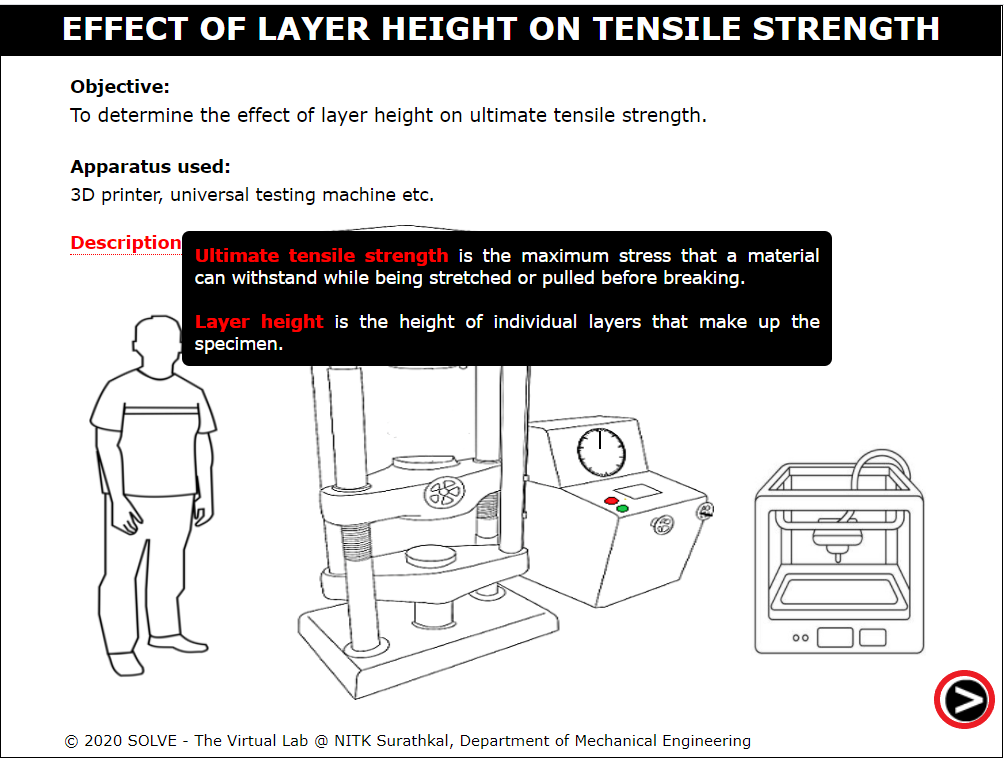 EFFECT OF LAYER HEIGHT ON TENSILE STRENGTH
Objective:
To determine the effect of layer height on ultimate tensile strength.
Apparatus used:
3D printer, universal testing machine etc.
Description
Ultimate tensile strength is the maximum stress that a material
can withstand while being stretched or pulled before breaking.
Layer height is the height of individual layers that make up the
specimen.
© 2020 SOLVE - The Virtual Lab @ NITK Surathkal, Department of Mechanical Engineering